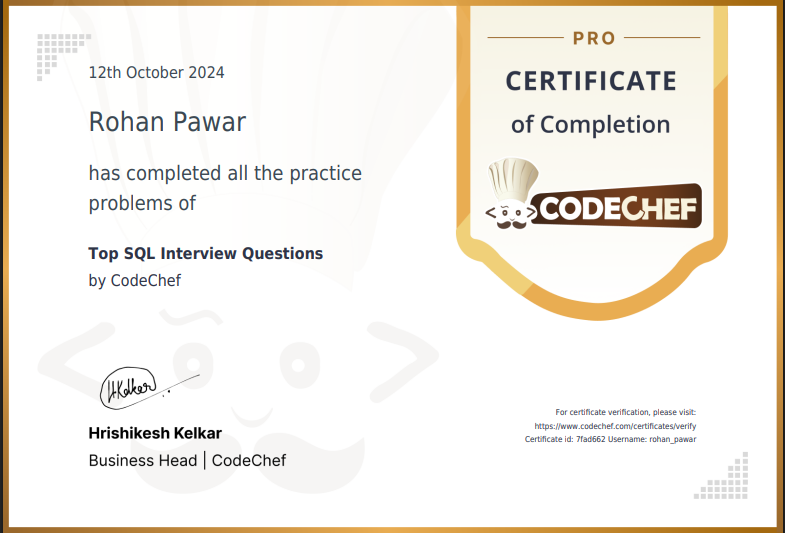 12th October 2024
Rohan Pawar
has completed all the practice
problems of
Top SQL Interview Questions
by CodeChef
PRO
CERTIFICATE
of Completion
CODECHEF
H.Kelkar
Hrishikesh Kelkar
Business Head | CodeChef
For certificate verification, please visit:
https://www.codechef.com/certificates/verify
Certificate id: 7fad662 Username: rohan_pawar